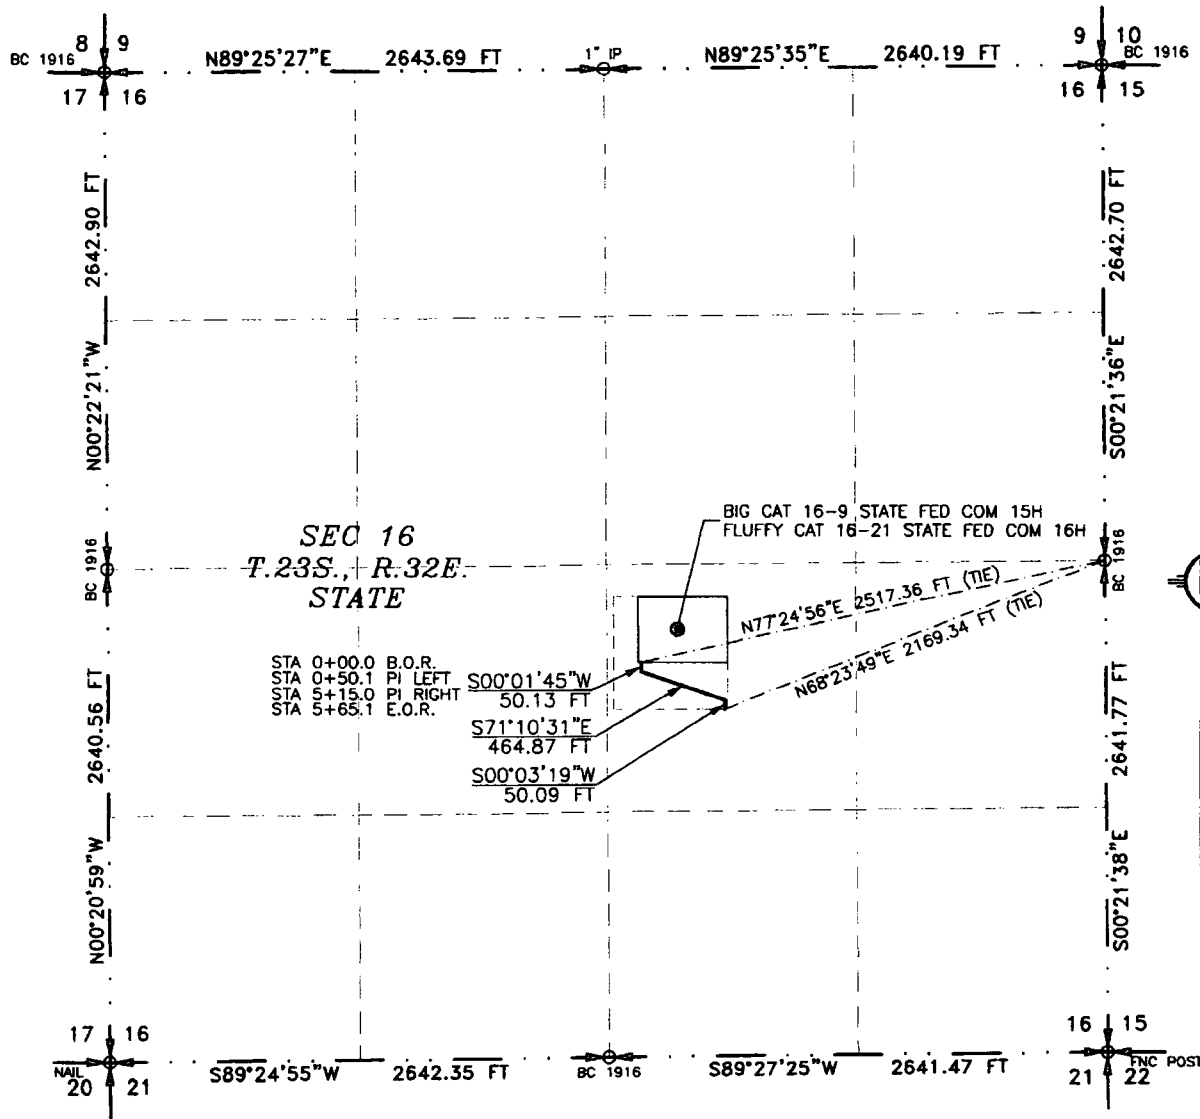 8 9
9 10
BC 1916
N89°25'27"E 2643.69 FT
1" IP
N89°25'35"E 2640.19 FT
BC 1916
17 16
16 15
2642.90 FT
2642.70 FT
N00°22'21"W
S00°21'36"E
BIG CAT 16-9 STATE FED COM 15H
FLUFFY CAT 16-21 STATE FED COM 16H
SEC 16
T.23S., R.32E.
STATE
BC 1916
BC 1916
N77°24'56"E 2517.36 FT (TIE)
N68°23'49"E 2169.34 FT (TIE)
STA 0+00.0 B.O.R.
STA 0+50.1 PI LEFT
STA 5+15.0 PI RIGHT
STA 5+65.1 E.O.R.
S00°01'45"W
50.13 FT
S71°10'31"E
464.87 FT
S00°03'19"W
50.09 FT
2640.56 FT
2641.77 FT
N00°20'59"W
S00°21'38"E
17 16
16 15
NAIL
20 21
S89°24'55"W 2642.35 FT
BC 1916
S89°27'25"W 2641.47 FT
FNC POST
21 22